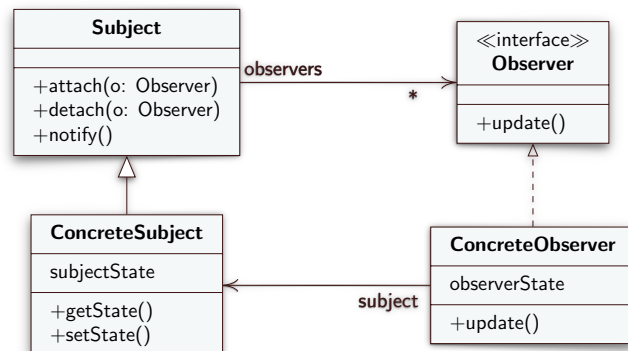 Subject
+attach(o: Observer)
+detach(o: Observer)
+notify()
observers
*
≪interface≫
Observer
+update()
ConcreteSubject
subjectState
+getState()
+setState()
subject
ConcreteObserver
observerState
+update()